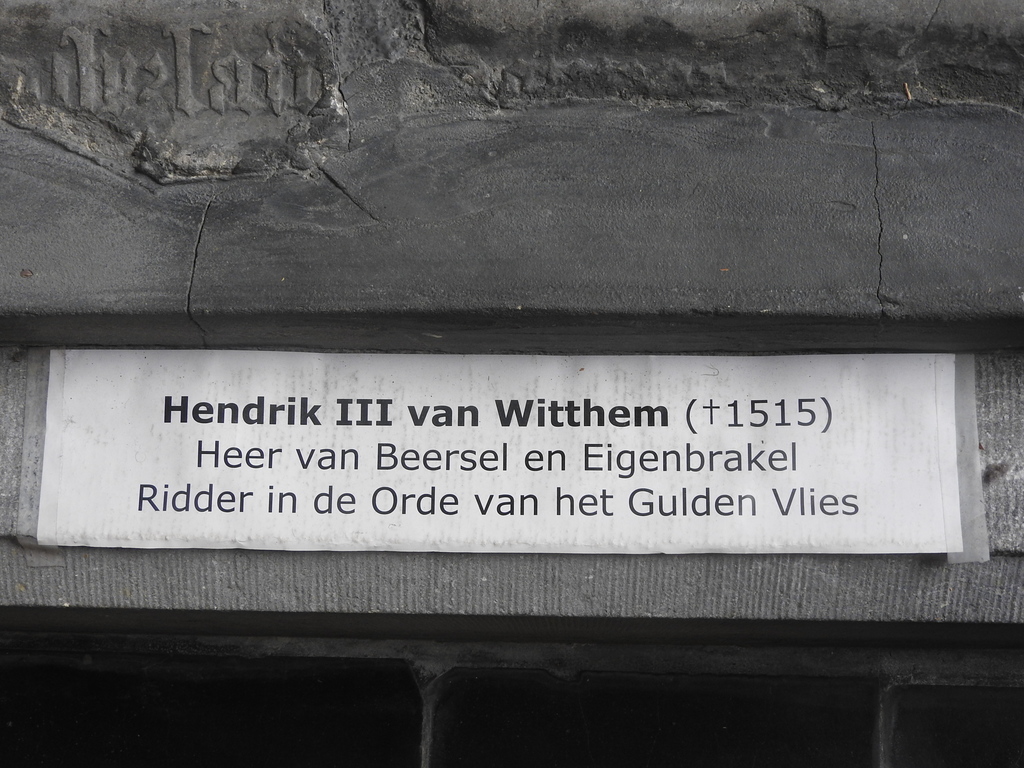 Hendrik III van Witthem (†1515)
Heer van Beersel en Eigenbrakel
Ridder in de Orde van het Gulden Vlies